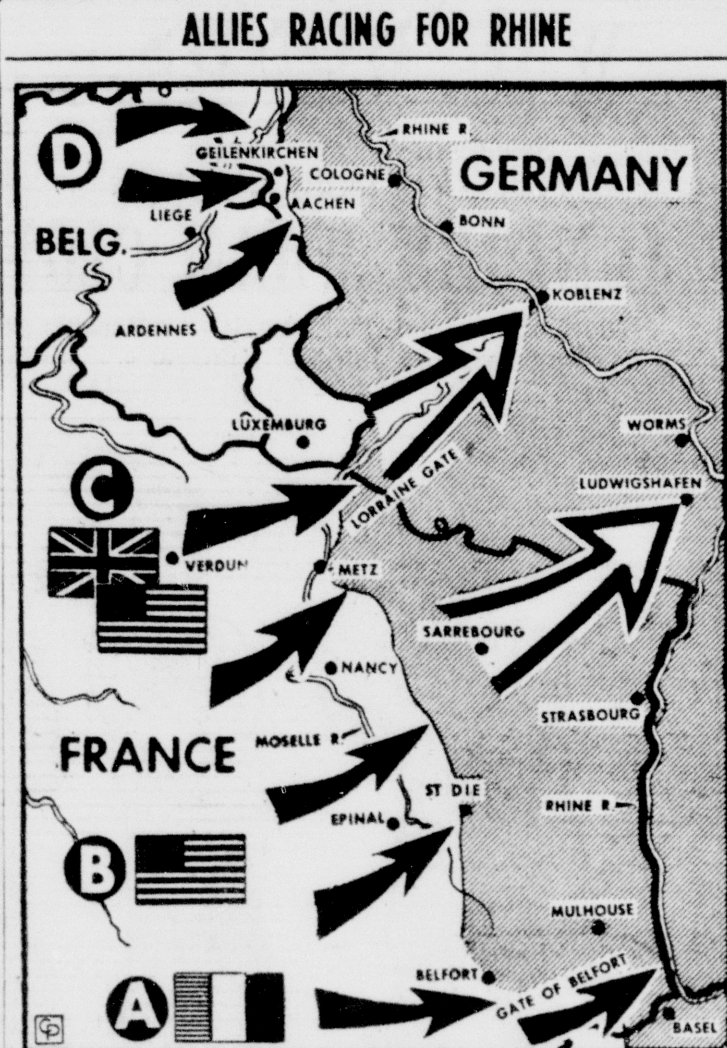 ALLIES RACING FOR RHINE
RHINE R.
D
GEILENKIRCHEN
COLOGNE
GERMANY
AACHEN
LIEGE
BONN
BELG.
KOBLENZ
ARDENNES
LUXEMBURG
WORMS
LORRAINE GATE
LUDWIGSHAFEN
C
VERDUN
METZ
SARREBOURG
NANCY
STRASBOURG
FRANCE
MOSELLE R.
ST DIE
RHINE R.
EPINAL
B
MULHOUSE
BELFORT
GATE OF BELFORT
A
CP
BASEL